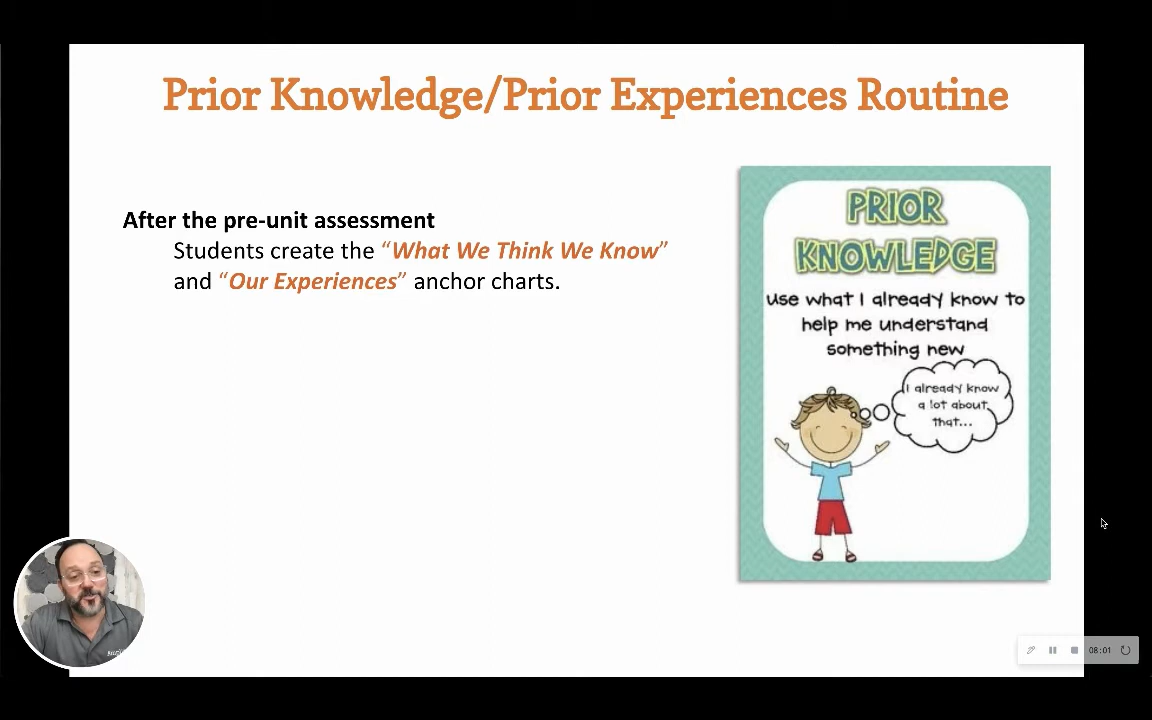 Prior Knowledge/Prior Experiences Routine
After the pre-unit assessment
Students create the “What We Think We Know”
and “Our Experiences” anchor charts.
PRIOR
KNOWLEDGE
use what I already know to
help me understand
something new
I already know
a lot about
that...
08:01